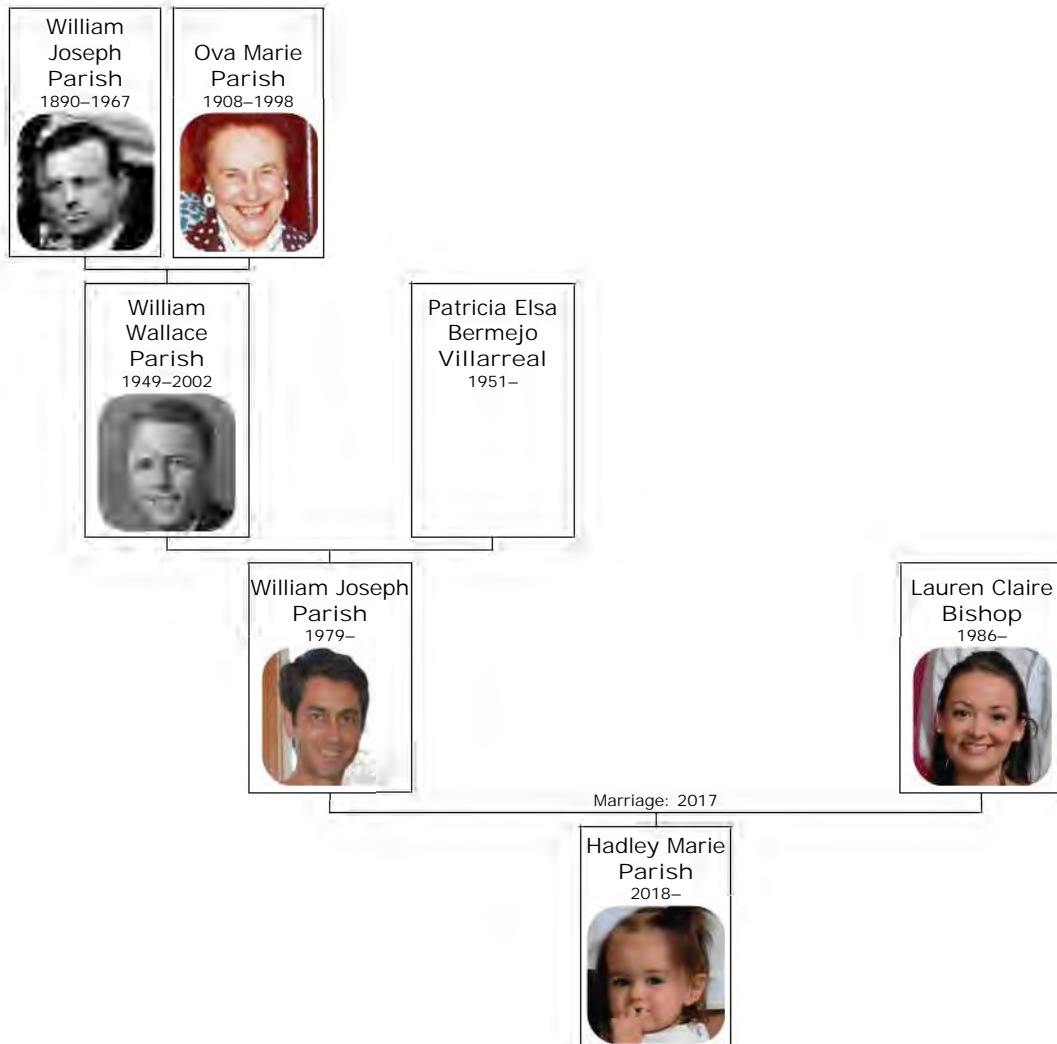 William
Joseph
Parish
1890–1967
Ova Marie
Parish
1908–1998
William
Wallace
Parish
1949–2002
Patricia Elsa
Bermejo
Villarreal
1951–
William Joseph
Parish
1979–
Lauren Claire
Bishop
1986–
Marriage: 2017
Hadley Marie
Parish
2018–